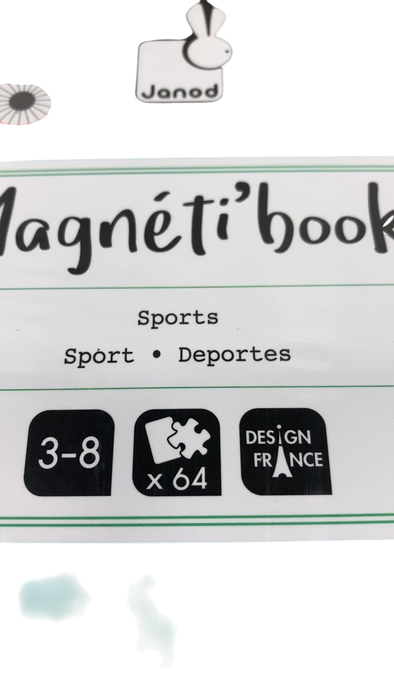 Janod
Magnéti'book
Sports
Sport • Deportes
3-8
x 64
DESIGN
FRANCE